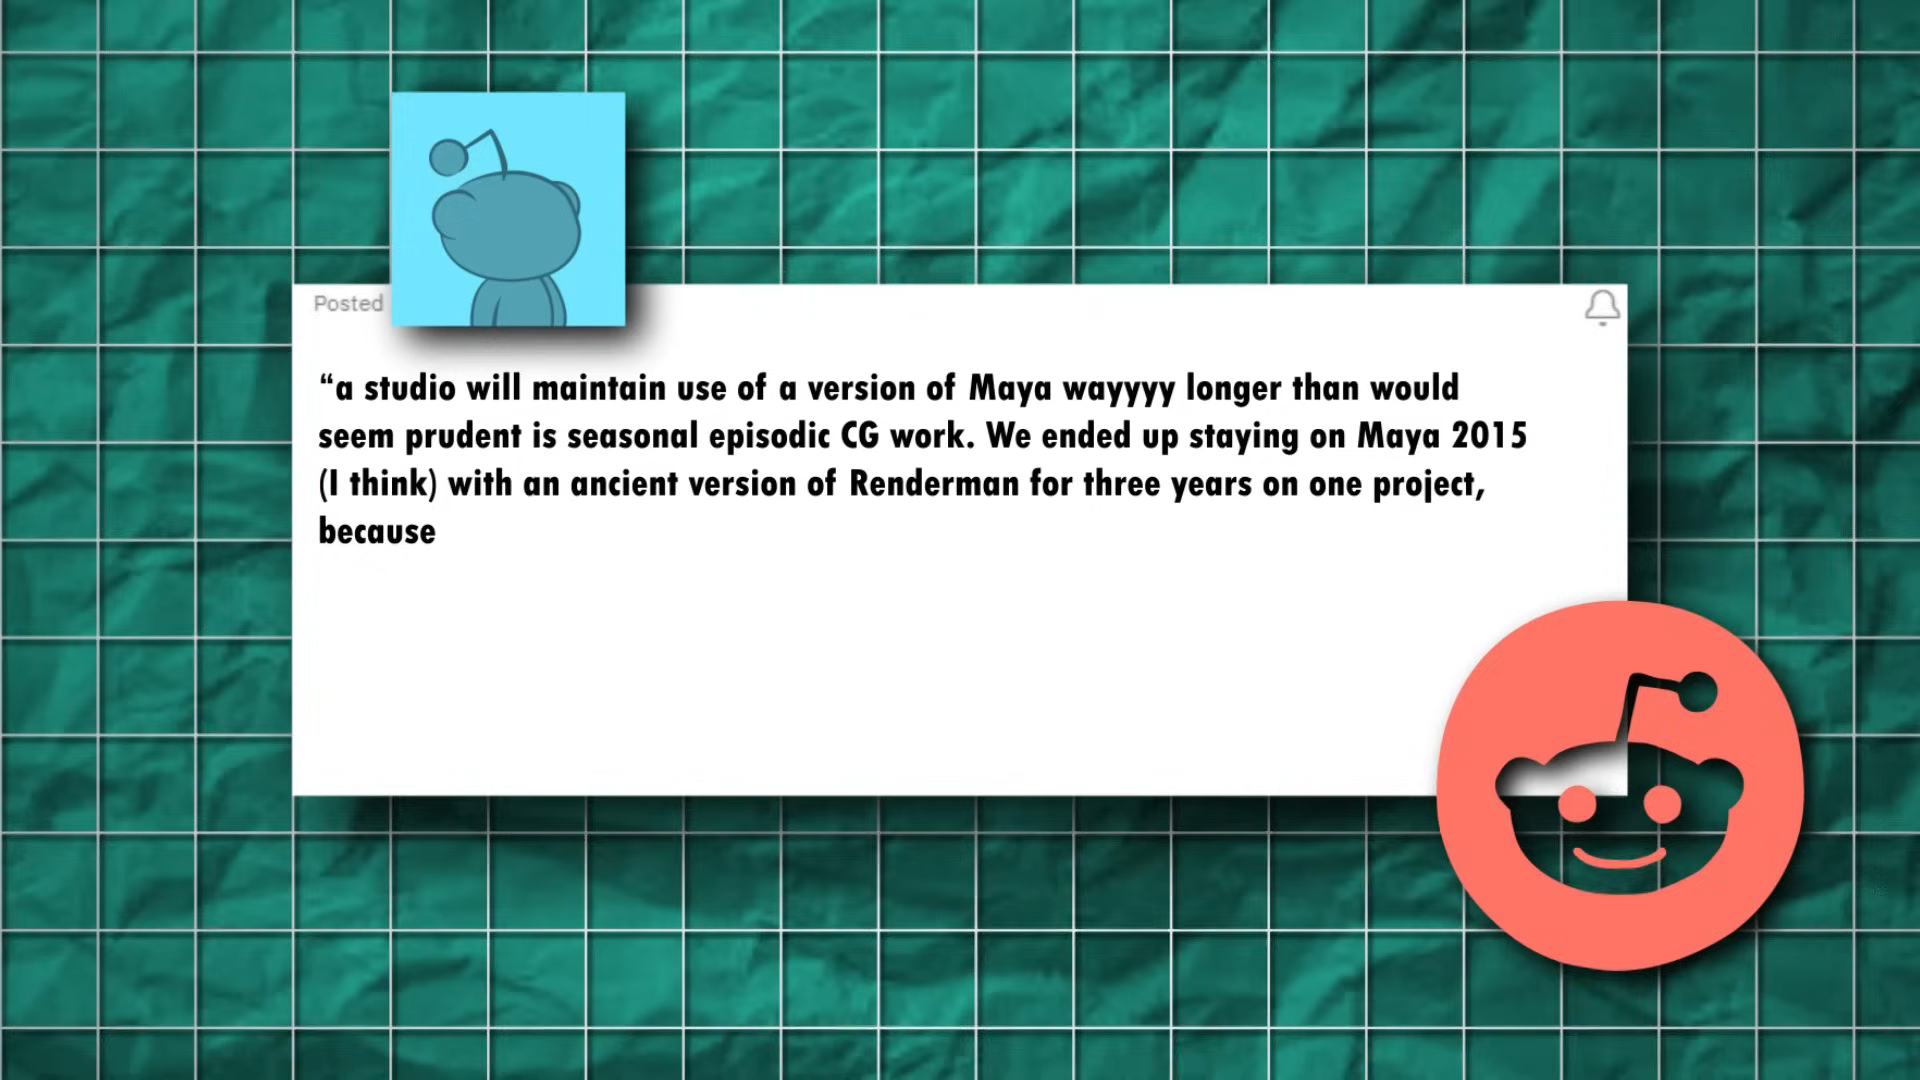 Posted
“a studio will maintain use of a version of Maya wayyyy longer than would
seem prudent is seasonal episodic CG work. We ended up staying on Maya 2015
(I think) with an ancient version of Renderman for three years on one project,
because